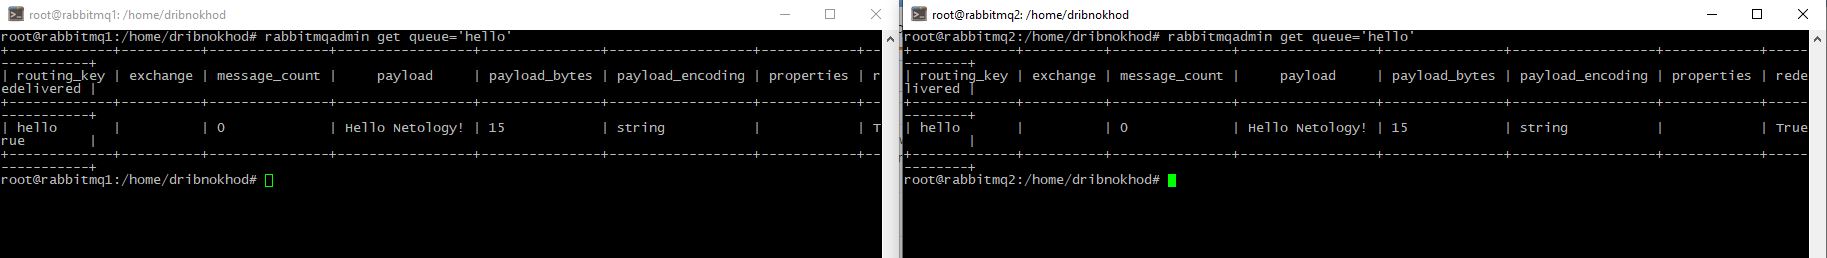 root@rabbitmq1: /home/dribnokhod
root@rabbitmq1:/home/dribnokhod# rabbitmqadmin get queue='hello'
+-------------+----------+---------------+----------------+---------------+------------------+------------+--
-----------+
| routing_key | exchange | message_count |     payload    | payload_bytes | payload_encoding | properties | r
edelivered |
+-------------+----------+---------------+----------------+---------------+------------------+------------+--
-----------+
| hello       |          | 0             | Hello Netology! | 15            | string           |            | T
rue        |
+-------------+----------+---------------+----------------+---------------+------------------+------------+--
-----------+
root@rabbitmq1:/home/dribnokhod#
root@rabbitmq2: /home/dribnokhod
root@rabbitmq2:/home/dribnokhod# rabbitmqadmin get queue='hello'
+-------------+----------+---------------+----------------+---------------+------------------+------------+-----
--------+
| routing_key | exchange | message_count |     payload    | payload_bytes | payload_encoding | properties | rede
livered |
+-------------+----------+---------------+----------------+---------------+------------------+------------+-----
--------+
| hello       |          | 0             | Hello Netology! | 15            | string           |            | True
        |
+-------------+----------+---------------+----------------+---------------+------------------+------------+-----
--------+
root@rabbitmq2:/home/dribnokhod#